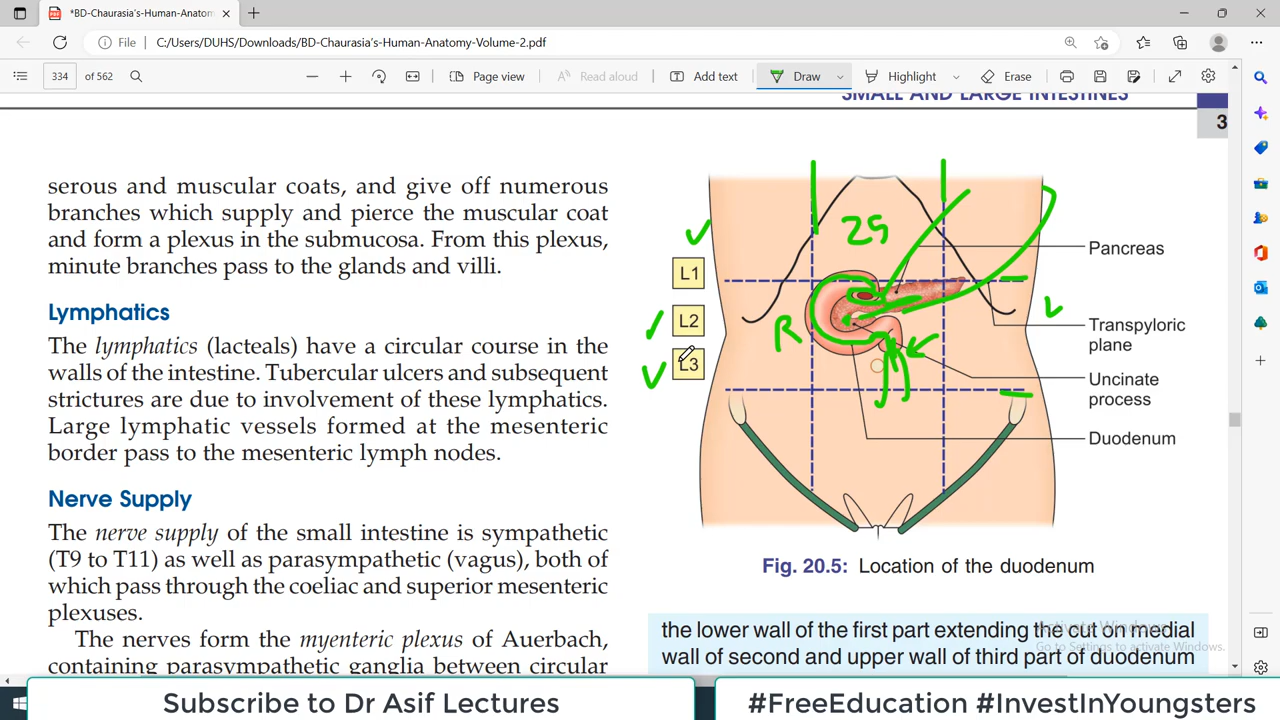 *BD-Chaurasia's-Human-Anatom
File
C:/Users/DUHS/Downloads/BD-Chaurasia's-Human-Anatomy-Volume-2.pdf
334 of 562
Page view
Read aloud
Add text
Draw
Highlight
Erase
SMALL AND LARGE INTESTINES
3
serous and muscular coats, and give off numerous
branches which supply and pierce the muscular coat
and form a plexus in the submucosa. From this plexus,
minute branches pass to the glands and villi.
Lymphatics
The lymphatics (lacteals) have a circular course in the
walls of the intestine. Tubercular ulcers and subsequent
strictures are due to involvement of these lymphatics.
Large lymphatic vessels formed at the mesenteric
border pass to the mesenteric lymph nodes.
Nerve Supply
The nerve supply of the small intestine is sympathetic
(T9 to T11) as well as parasympathetic (vagus), both of
which pass through the coeliac and superior mesenteric
plexuses.
The nerves form the myenteric plexus of Auerbach,
containing parasympathetic ganglia between circular
25
L1
L2
L3
R
L
Pancreas
Transpyloric
plane
Uncinate
process
Duodenum
Fig. 20.5: Location of the duodenum
the lower wall of the first part extending the cut on medial
wall of second and upper wall of third part of duodenum
Activate Windows
Go to Settings to activate Windows.
Subscribe to Dr Asif Lectures
#FreeEducation #InvestInYoungsters